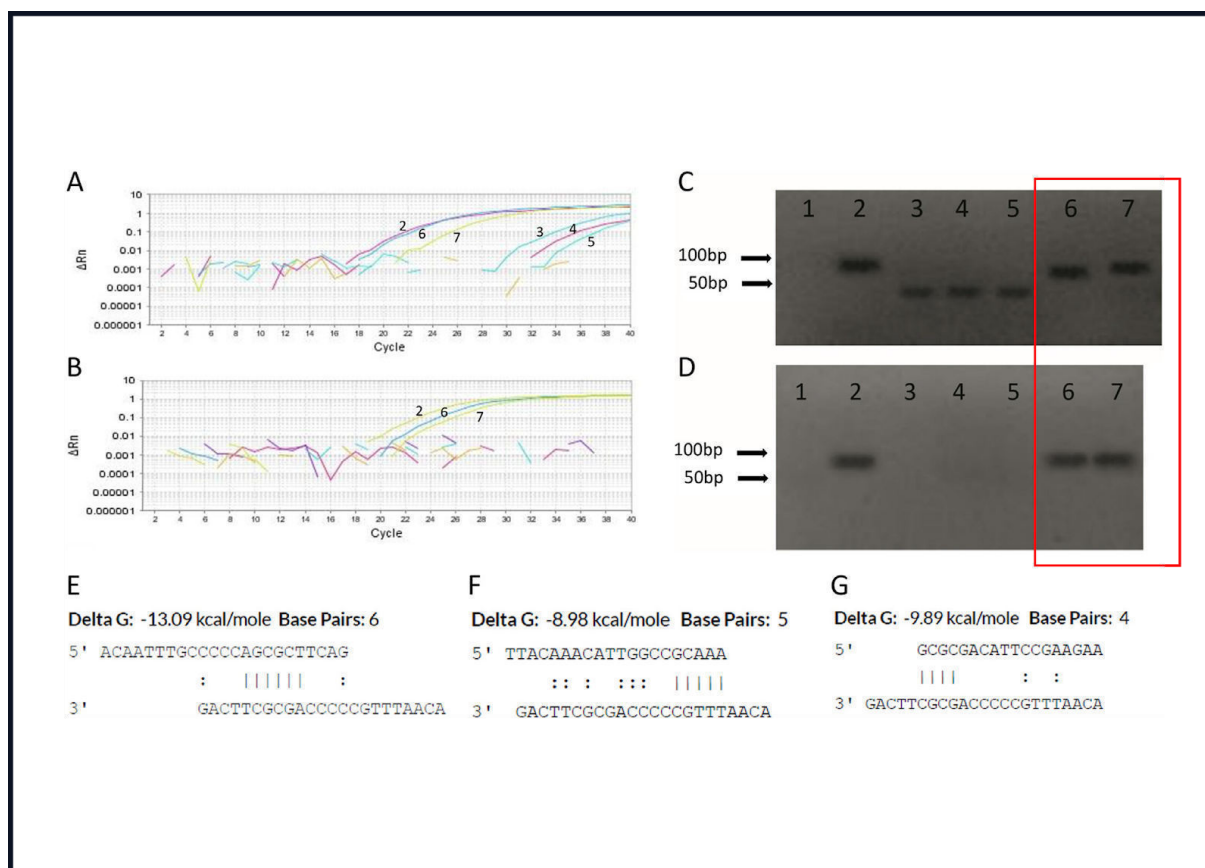 A
ΔRn
10
1
0.1
0.01
0.001
0.0001
0.00001
0.000001
2 6 7 3 4 5
2 4 6 8 10 12 14 16 18 20 22 24 26 28 30 32 34 36 38 40
Cycle
B
ΔRn
10
1
0.1
0.01
0.001
0.0001
0.00001
0.000001
2 6 7
2 4 6 8 10 12 14 16 18 20 22 24 26 28 30 32 34 36 38 40
Cycle
C
1 2 3 4 5 6 7
100bp
50bp
D
1 2 3 4 5 6 7
100bp
50bp
E
Delta G: -13.09 kcal/mole Base Pairs: 6
5' ACAATTTGCCCCCAGCGCTTCAG
: |||||| :
3' GACTTCGCGACCCCCGTTTAACA
F
Delta G: -8.98 kcal/mole Base Pairs: 5
5' TTACAAACATTGGCCGCAAA
:: : ::: |||||
3' GACTTCGCGACCCCCGTTTAACA
G
Delta G: -9.89 kcal/mole Base Pairs: 4
5' GCGCGACATTCCGAAGAA
|||| : :
3' GACTTCGCGACCCCCGTTTAACA